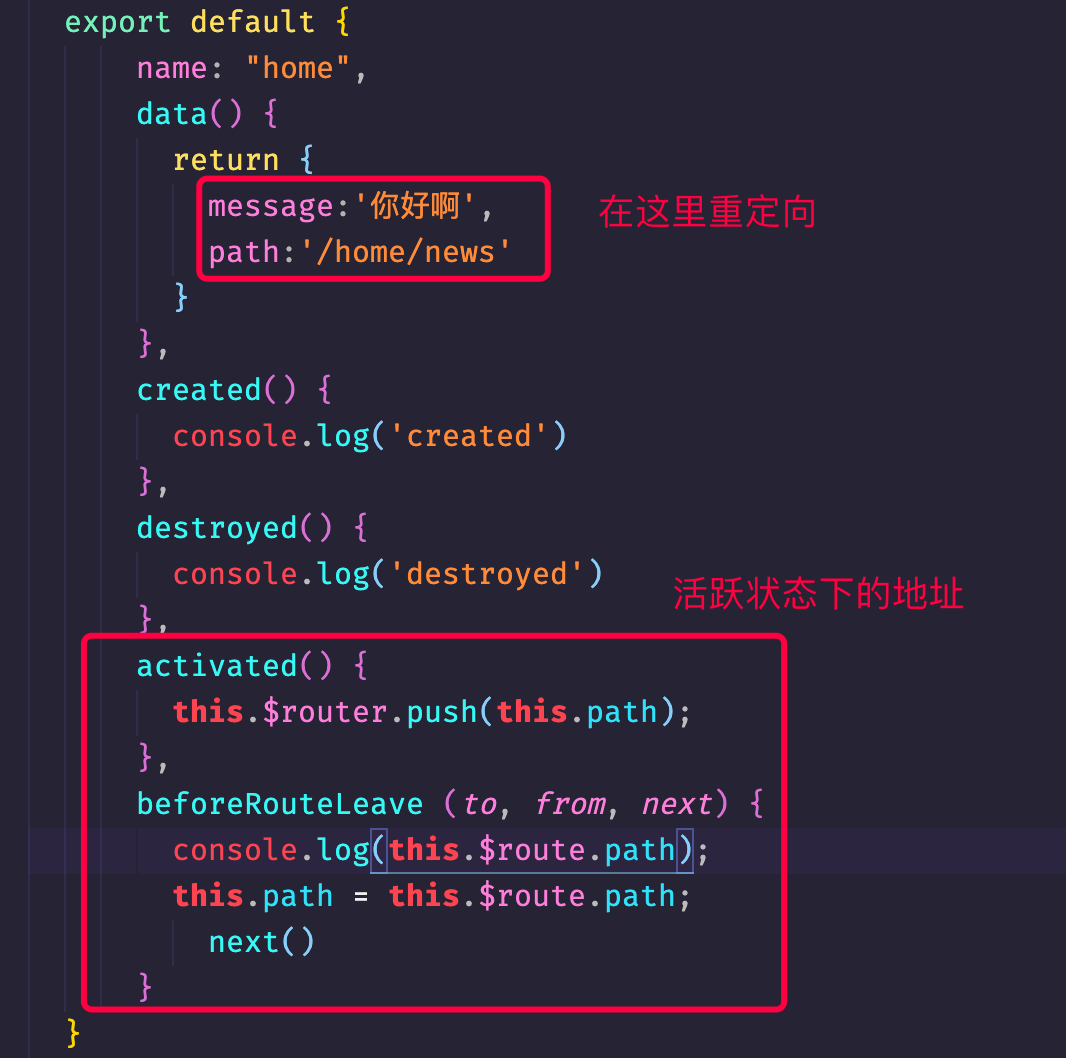 export default {
name: "home",
data() {
return {
message:'你好啊',
在这里重定向
path:'/home/news'
}
},
created() {
console.log('created')
},
destroyed() {
console.log('destroyed')
活跃状态下的地址
},
activated() {
this.$router.push(this.path);
},
beforeRouteLeave (to, from, next) {
console.log(this.$route.path);
this.path = this.$route.path;
next()
}
}